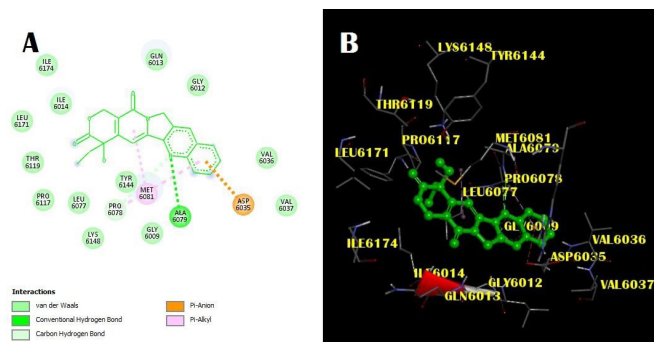 A
ILE
6174
GLN
6013
GLY
6012
ILE
6014
LEU
6171
THR
6119
PRO
6117
LEU
6077
LYS
6148
PRO
6078
TYR
6144
MET
6081
GLY
6009
ALA
6079
ASP
6035
VAL
6036
VAL
6037
Interactions
van der Waals
Conventional Hydrogen Bond
Carbon Hydrogen Bond
Pi-Anion
Pi-Alkyl
B
LYS6148
TYR6144
THR6119
PRO6117
MET6081
LEU6171
PRO6078
LEU6077
ILE6174
VAL6036
ASP6035
GLY6012
VAL6037
GLN6013